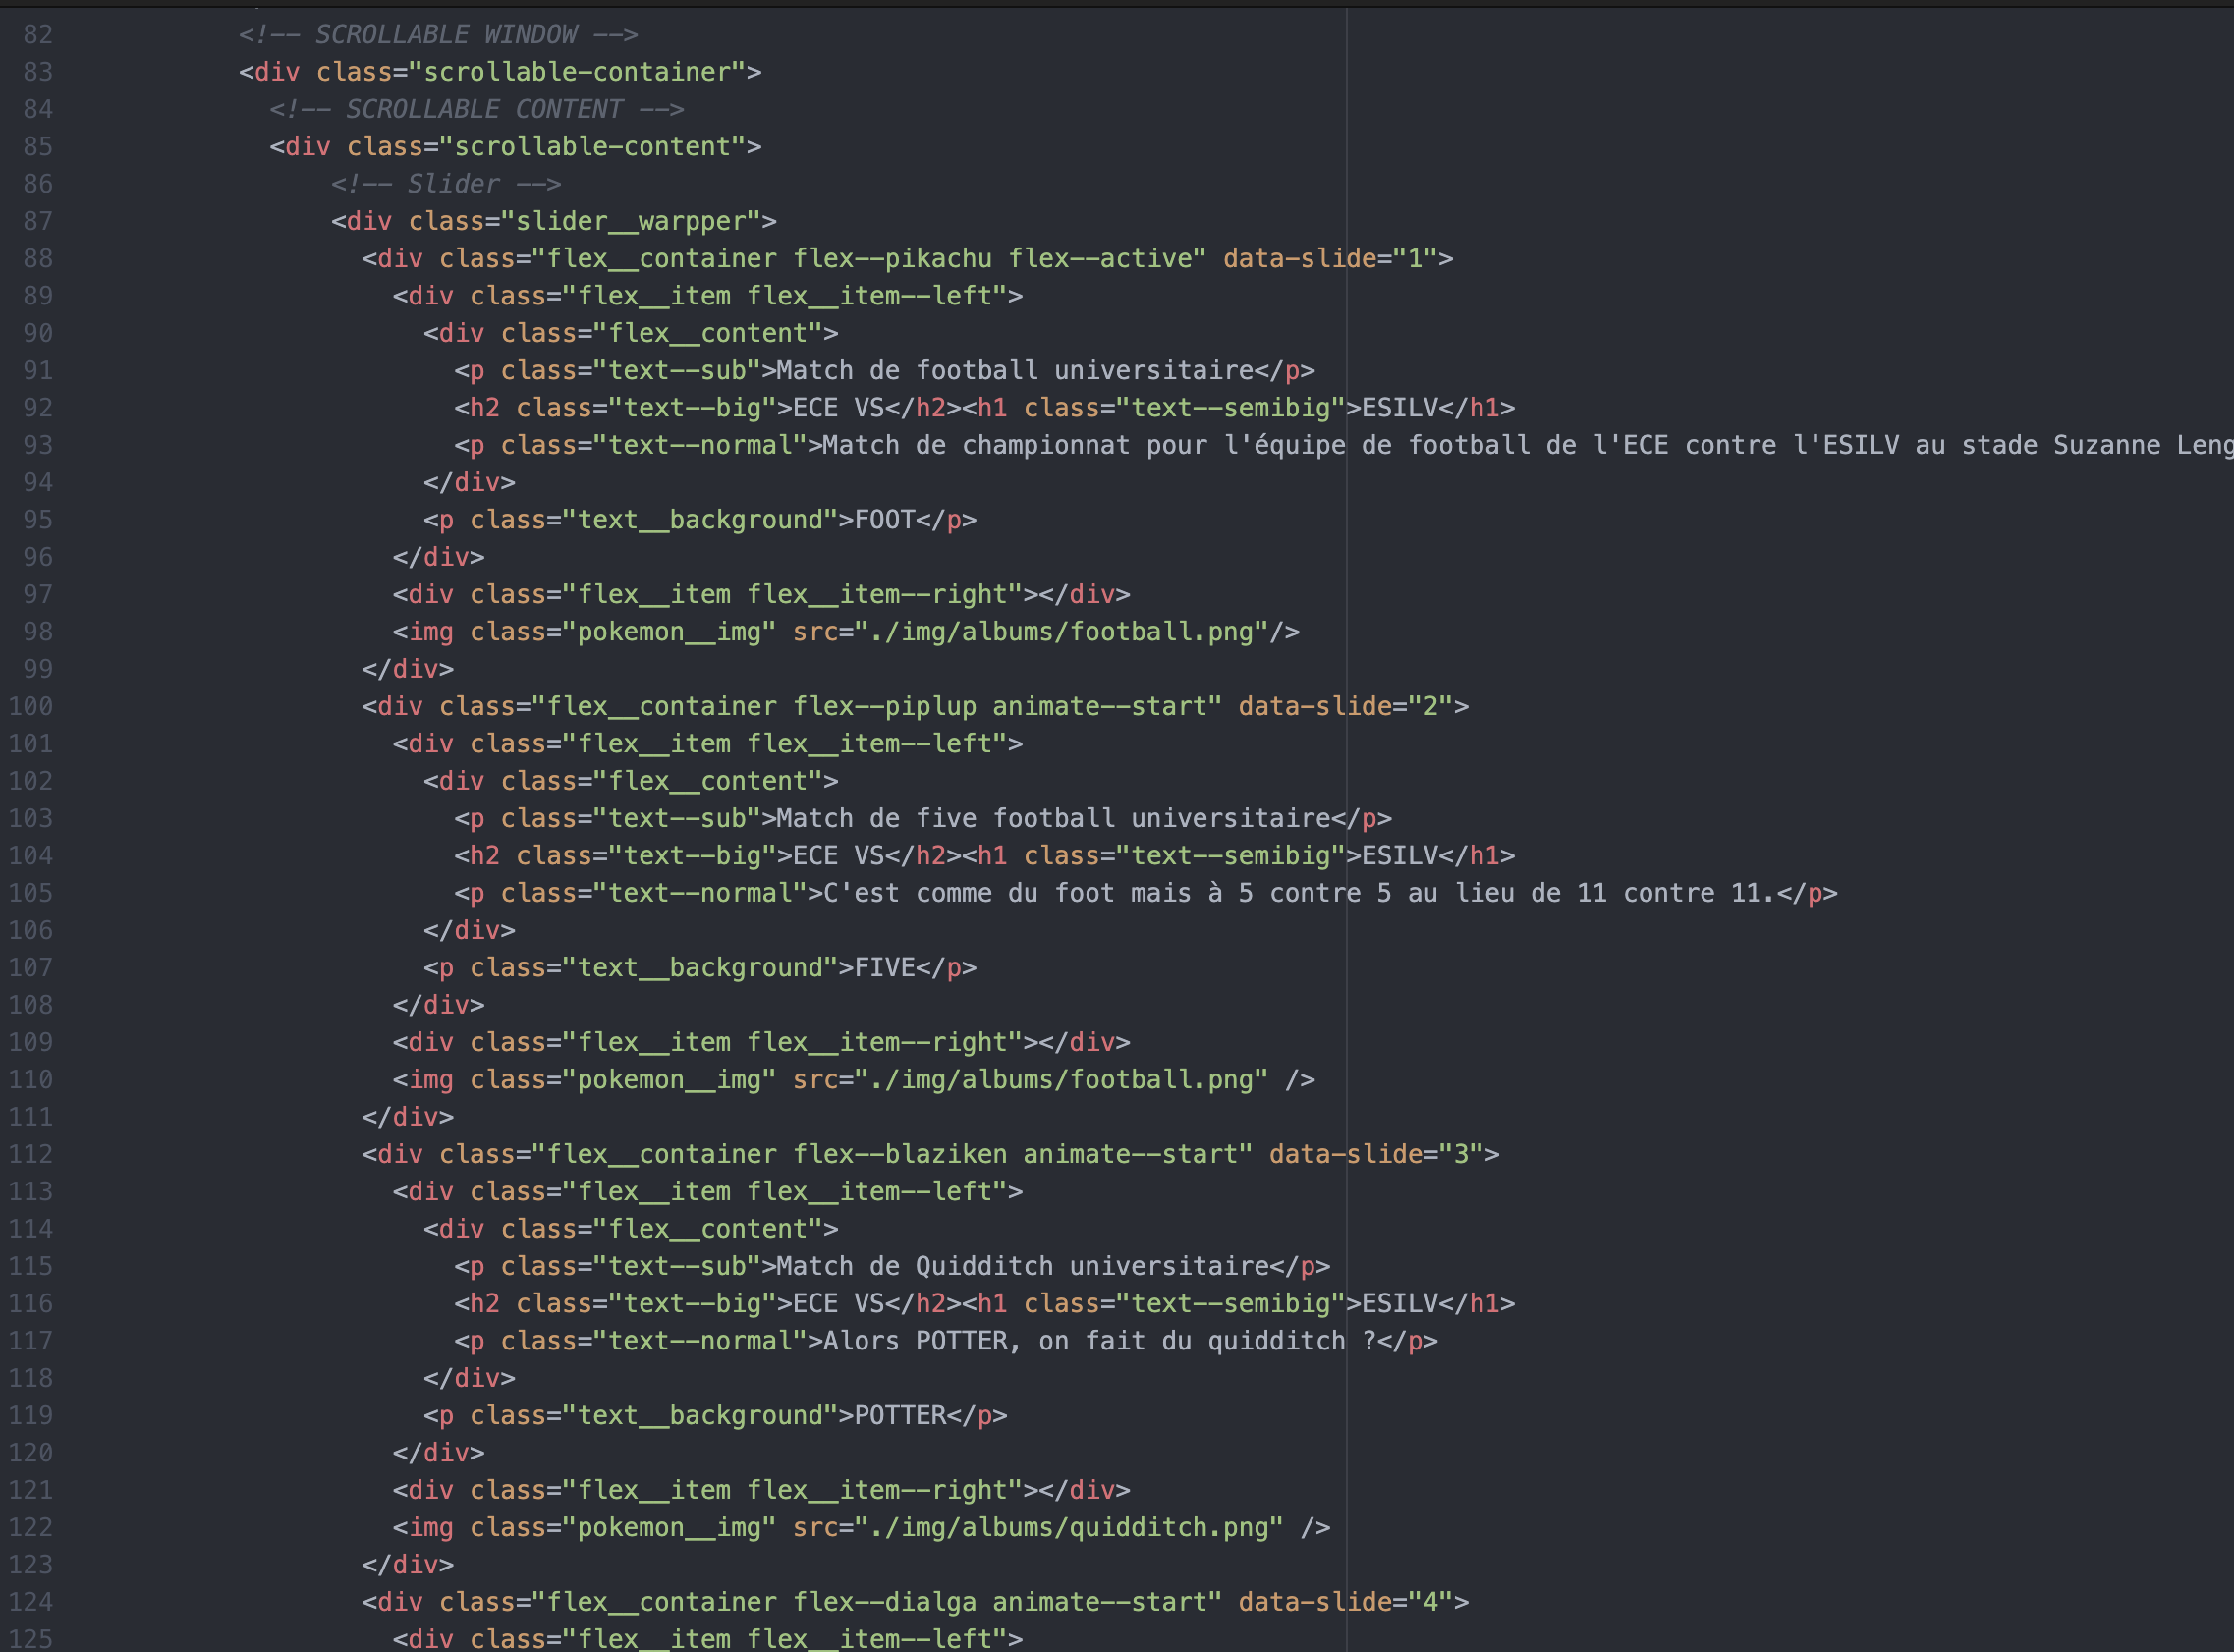 82 <!-- SCROLLABLE WINDOW -->
83 <div class="scrollable-container">
84 <!-- SCROLLABLE CONTENT -->
85 <div class="scrollable-content">
86 <!-- Slider -->
87 <div class="slider__warpper">
88 <div class="flex__container flex--pikachu flex--active" data-slide="1">
89 <div class="flex__item flex__item--left">
90 <div class="flex__content">
91 <p class="text--sub">Match de football universitaire</p>
92 <h2 class="text--big">ECE VS</h2><h1 class="text--semibig">ESILV</h1>
93 <p class="text--normal">Match de championnat pour l'équipe de football de l'ECE contre l'ESILV au stade Suzanne Leng
94 </div>
95 <p class="text__background">FOOT</p>
96 </div>
97 <div class="flex__item flex__item--right"></div>
98 <img class="pokemon__img" src="./img/albums/football.png"/>
99 </div>
100 <div class="flex__container flex--piplup animate--start" data-slide="2">
101 <div class="flex__item flex__item--left">
102 <div class="flex__content">
103 <p class="text--sub">Match de five football universitaire</p>
104 <h2 class="text--big">ECE VS</h2><h1 class="text--semibig">ESILV</h1>
105 <p class="text--normal">C'est comme du foot mais à 5 contre 5 au lieu de 11 contre 11.</p>
106 </div>
107 <p class="text__background">FIVE</p>
108 </div>
109 <div class="flex__item flex__item--right"></div>
110 <img class="pokemon__img" src="./img/albums/football.png" />
111 </div>
112 <div class="flex__container flex--blaziken animate--start" data-slide="3">
113 <div class="flex__item flex__item--left">
114 <div class="flex__content">
115 <p class="text--sub">Match de Quidditch universitaire</p>
116 <h2 class="text--big">ECE VS</h2><h1 class="text--semibig">ESILV</h1>
117 <p class="text--normal">Alors POTTER, on fait du quidditch ?</p>
118 </div>
119 <p class="text__background">POTTER</p>
120 </div>
121 <div class="flex__item flex__item--right"></div>
122 <img class="pokemon__img" src="./img/albums/quidditch.png" />
123 </div>
124 <div class="flex__container flex--dialga animate--start" data-slide="4">
125 <div class="flex__item flex__item--left">